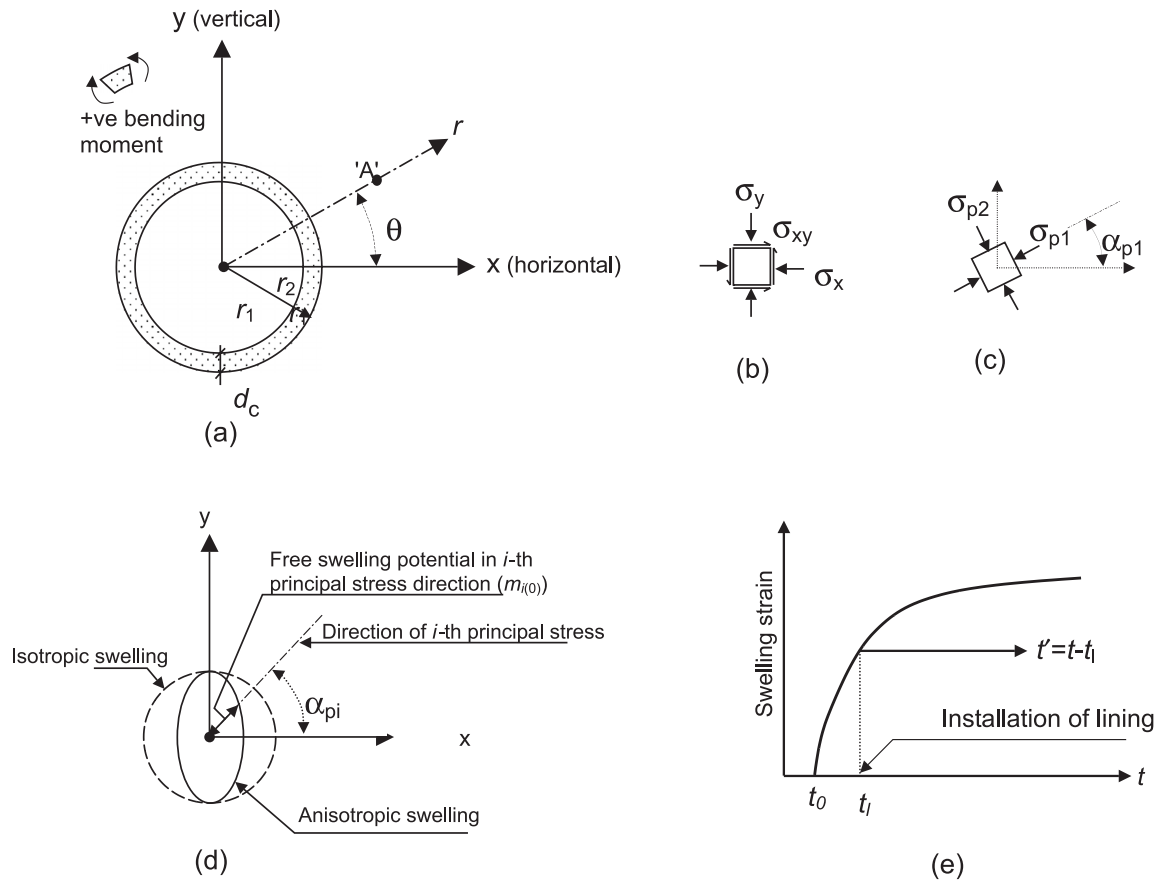 y (vertical)
+ve bending
moment
r
'A'
θ
x (horizontal)
r2
r1
dc
(a)
σy
σxy
σx
(b)
σp2
σp1
αp1
(c)
y
Free swelling potential in i-th
principal stress direction (mi(0))
Direction of i-th principal stress
Isotropic swelling
αpi
x
Anisotropic swelling
(d)
Swelling strain
t'=t-tl
Installation of lining
t0
tl
t
(e)